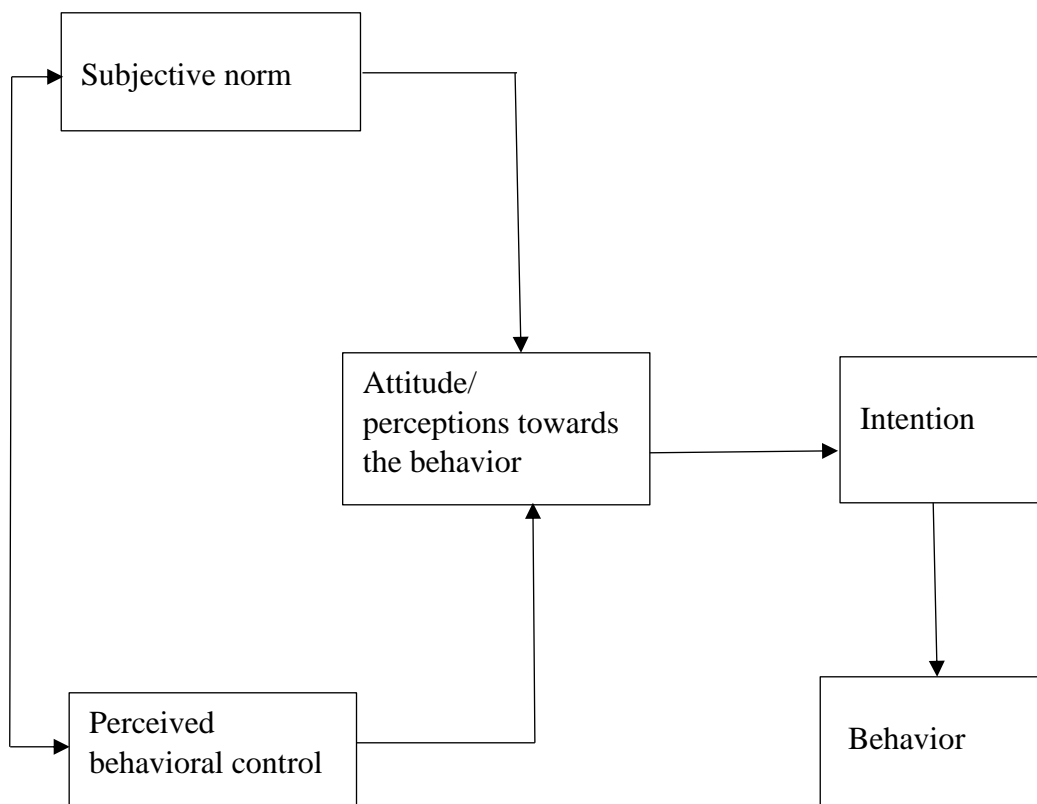 Subjective norm
Attitude/
perceptions towards
the behavior
Intention
Perceived
behavioral control
Behavior